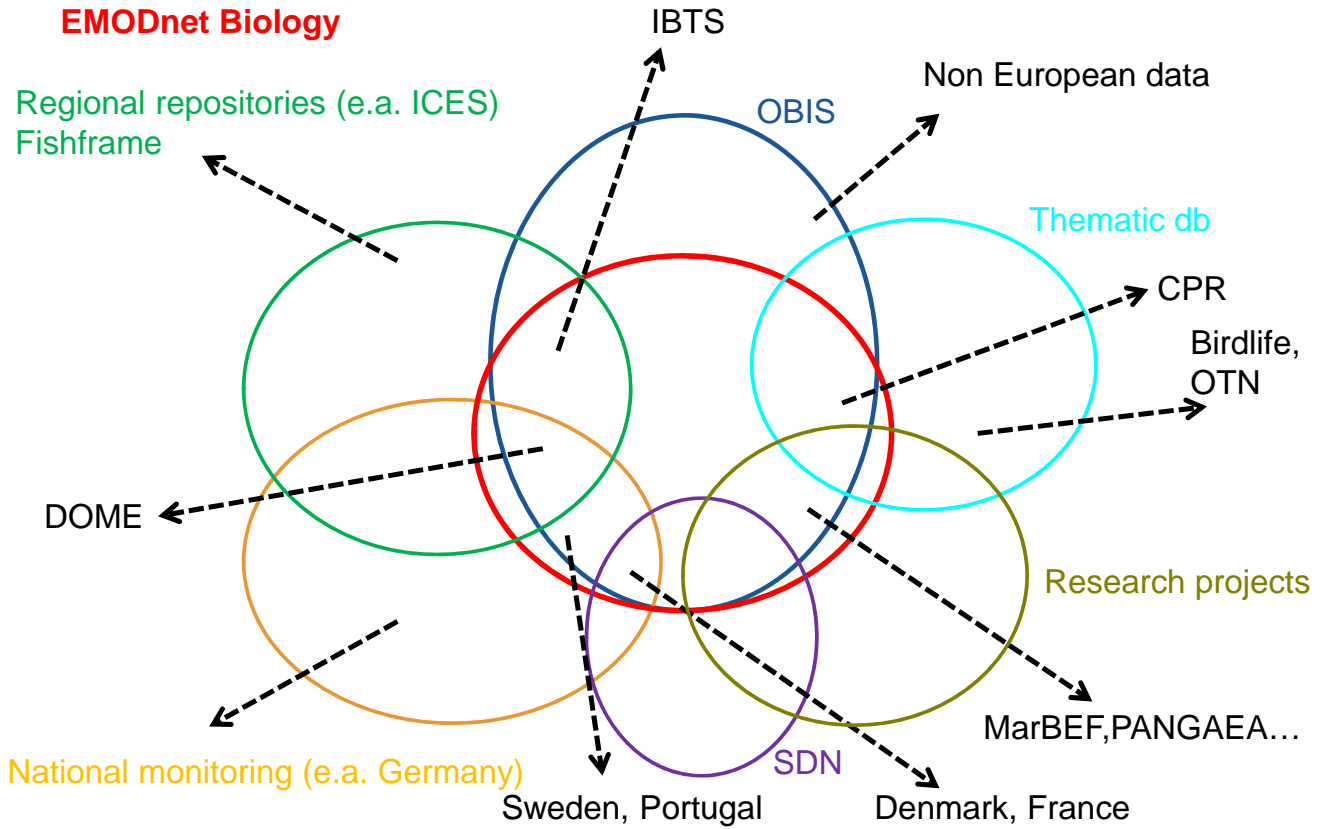 EMODnet Biology
IBTS
Non European data
Regional repositories (e.a. ICES)
Fishframe
OBIS
Thematic db
CPR
Birdlife,
OTN
DOME
Research projects
MarBEF,PANGAEA…
SDN
National monitoring (e.a. Germany)
Sweden, Portugal
Denmark, France